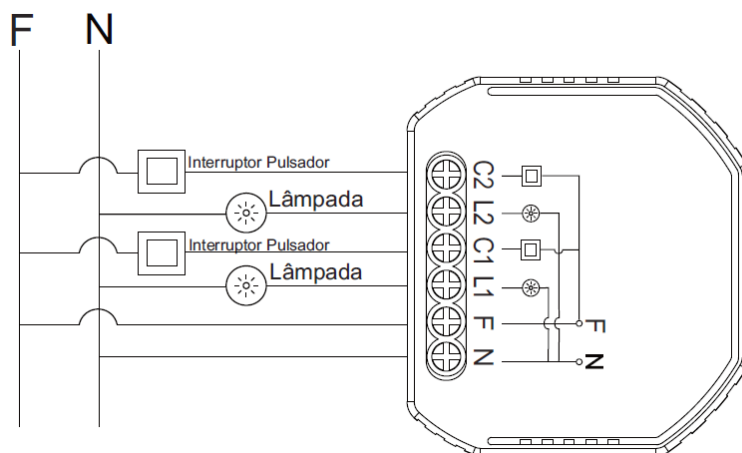 F N
Interruptor Pulsador
Lâmpada
Interruptor Pulsador
Lâmpada
C2
L2
C1
L1
F F
N N